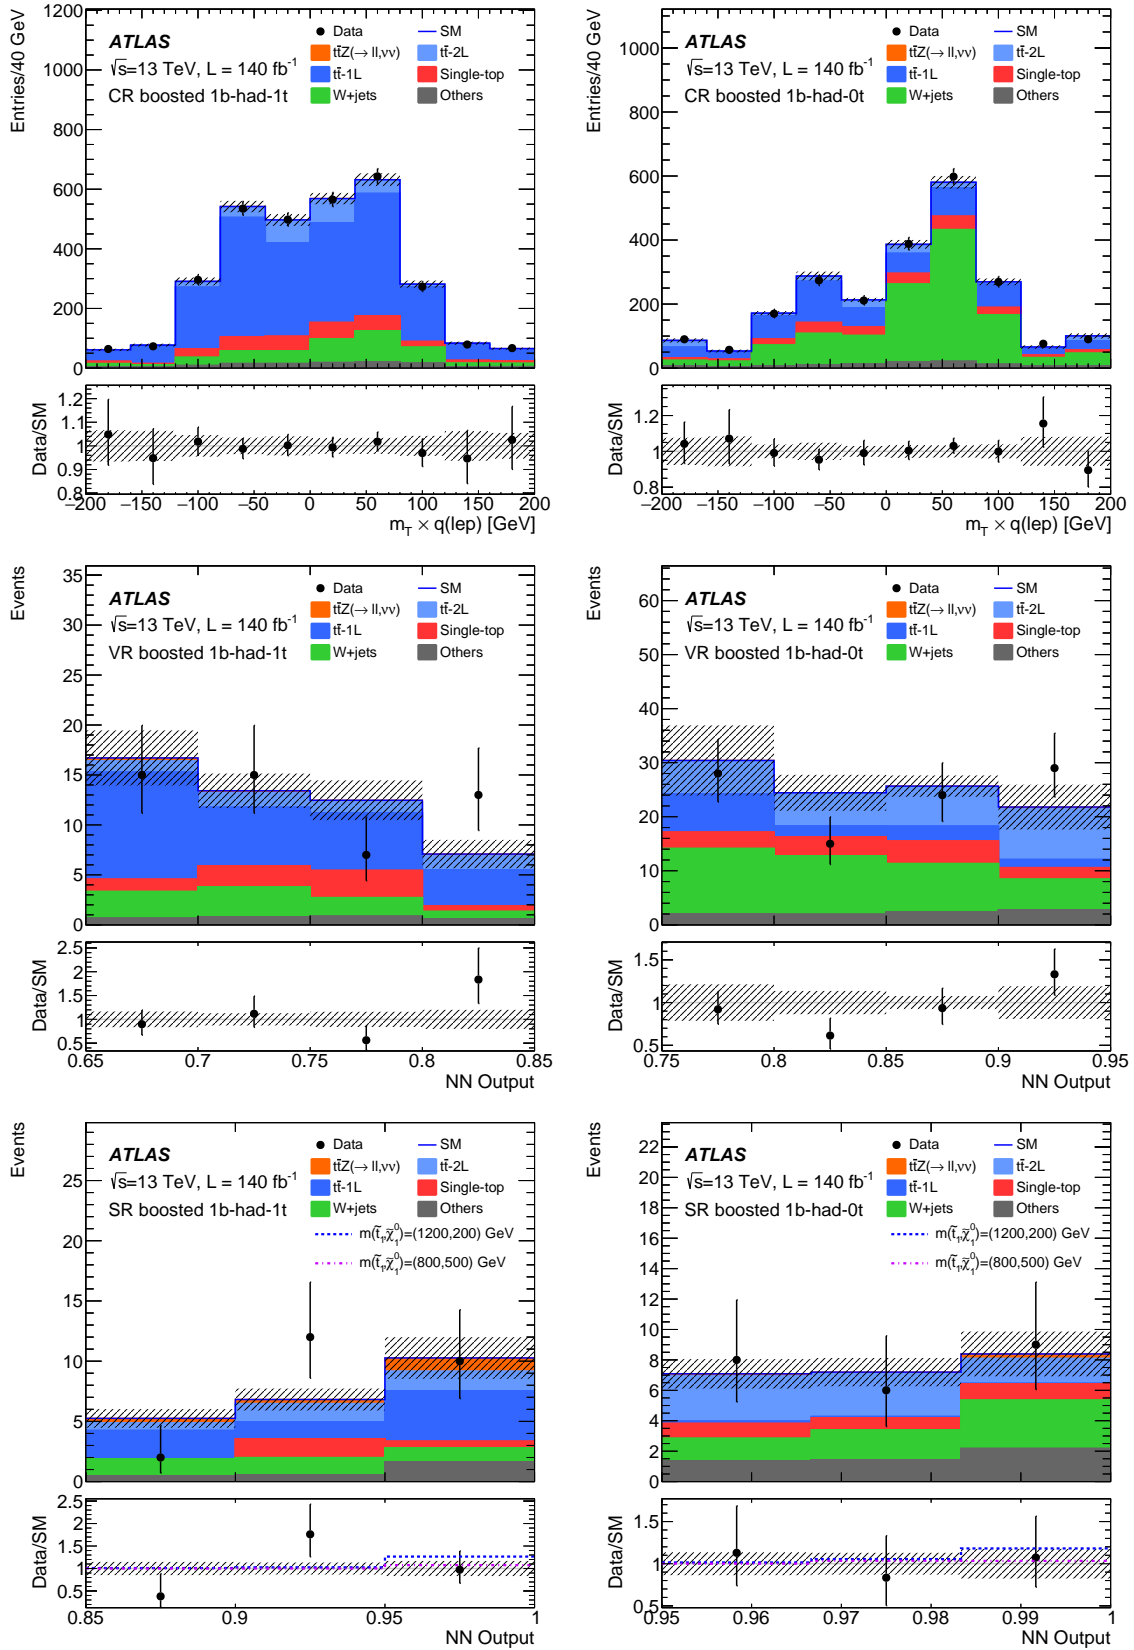 Entries/40 GeV
1200
1000
800
600
400
200
0
ATLAS
√s=13 TeV, L = 140 fb⁻¹
CR boosted 1b-had-1t
Data
SM
tt̄Z(→ ll,νν)
tt̄-2L
tt̄-1L
Single-top
W+jets
Others
Data/SM
1.2
1.1
1
0.9
0.8
−200 −150 −100 −50 0 50 100 150 200
m_T × q(lep) [GeV]
Entries/40 GeV
1000
800
600
400
200
0
ATLAS
√s=13 TeV, L = 140 fb⁻¹
CR boosted 1b-had-0t
Data
SM
tt̄Z(→ ll,νν)
tt̄-2L
tt̄-1L
Single-top
W+jets
Others
Data/SM
1.2
1
0.8
−200 −150 −100 −50 0 50 100 150 200
m_T × q(lep) [GeV]
Events
35
30
25
20
15
10
5
0
ATLAS
√s=13 TeV, L = 140 fb⁻¹
VR boosted 1b-had-1t
Data
SM
tt̄Z(→ ll,νν)
tt̄-2L
tt̄-1L
Single-top
W+jets
Others
Data/SM
2.5
2
1.5
1
0.5
0.65 0.7 0.75 0.8 0.85
NN Output
Events
60
50
40
30
20
10
0
ATLAS
√s=13 TeV, L = 140 fb⁻¹
VR boosted 1b-had-0t
Data
SM
tt̄Z(→ ll,νν)
tt̄-2L
tt̄-1L
Single-top
W+jets
Others
Data/SM
1.5
1
0.5
0.75 0.8 0.85 0.9 0.95
NN Output
Events
25
20
15
10
5
0
ATLAS
√s=13 TeV, L = 140 fb⁻¹
SR boosted 1b-had-1t
Data
SM
tt̄Z(→ ll,νν)
tt̄-2L
tt̄-1L
Single-top
W+jets
Others
m(t̃₁,χ̃₁⁰)=(1200,200) GeV
m(t̃₁,χ̃₁⁰)=(800,500) GeV
Data/SM
2.5
2
1.5
1
0.5
0.85 0.9 0.95 1
NN Output
Events
22
20
18
16
14
12
10
8
6
4
2
0
ATLAS
√s=13 TeV, L = 140 fb⁻¹
SR boosted 1b-had-0t
Data
SM
tt̄Z(→ ll,νν)
tt̄-2L
tt̄-1L
Single-top
W+jets
Others
m(t̃₁,χ̃₁⁰)=(1200,200) GeV
m(t̃₁,χ̃₁⁰)=(800,500) GeV
Data/SM
1.5
1
0.5
0.95 0.96 0.97 0.98 0.99 1
NN Output